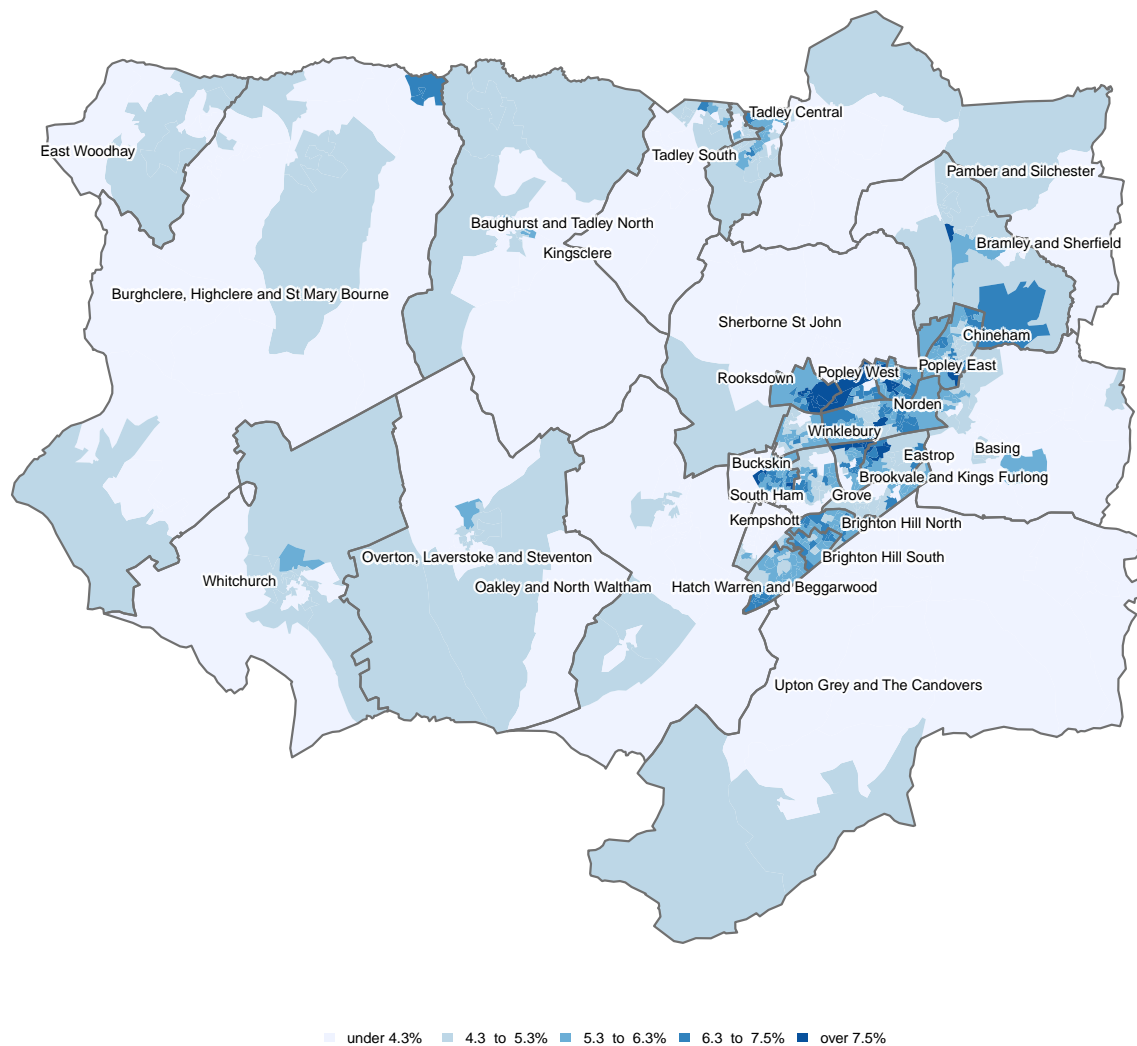 Tadley Central
East Woodhay
Tadley South
Pamber and Silchester
Baughurst and Tadley North
Bramley and Sherfield
Kingsclere
Burghclere, Highclere and St Mary Bourne
Sherborne St John
Chineham
Popley East
Popley West
Rooksdown
Norden
Winklebury
Basing
Eastrop
Buckskin
Brookvale and Kings Furlong
South Ham
Grove
Kempshott
Brighton Hill North
Overton, Laverstoke and Steventon
Brighton Hill South
Whitchurch
Oakley and North Waltham
Hatch Warren and Beggarwood
Upton Grey and The Candovers
under 4.3% 4.3 to 5.3% 5.3 to 6.3% 6.3 to 7.5% over 7.5%